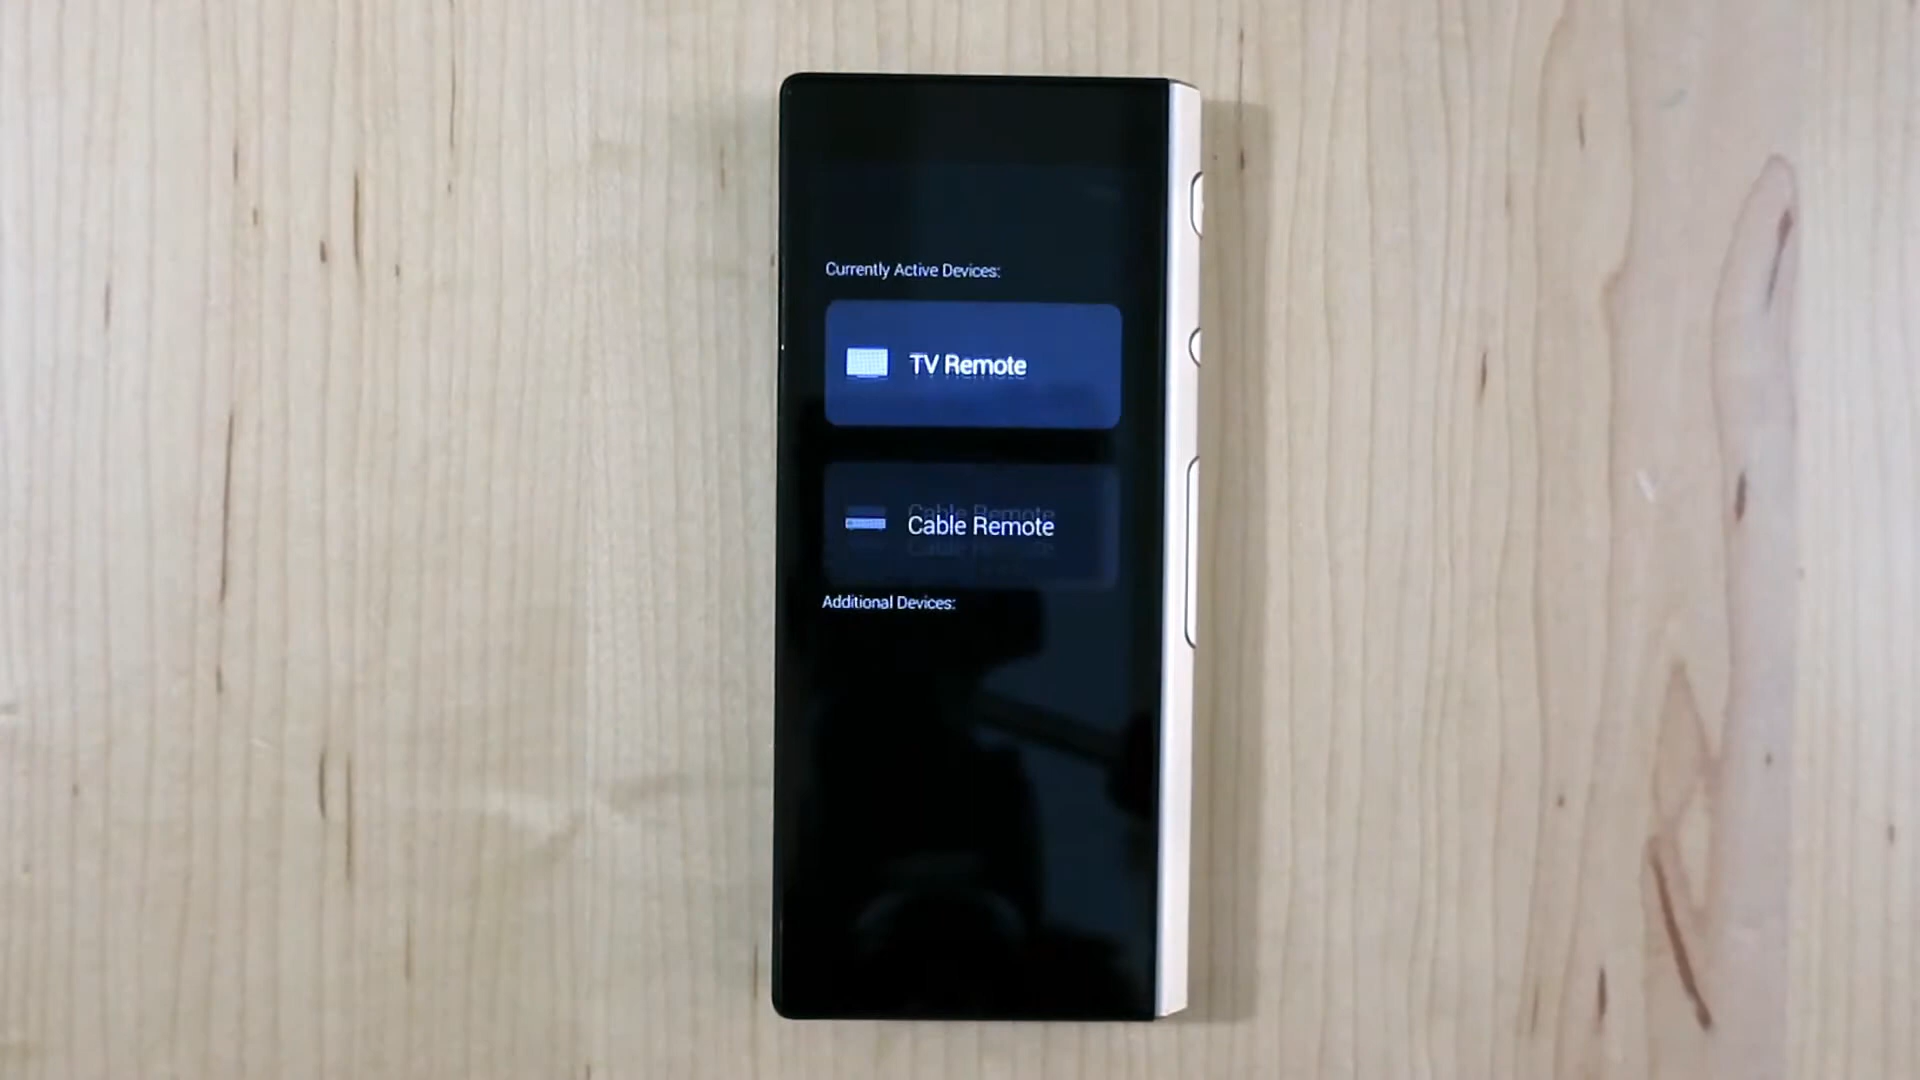 Currently Active Devices:
TV Remote
Cable Remote
Additional Devices: